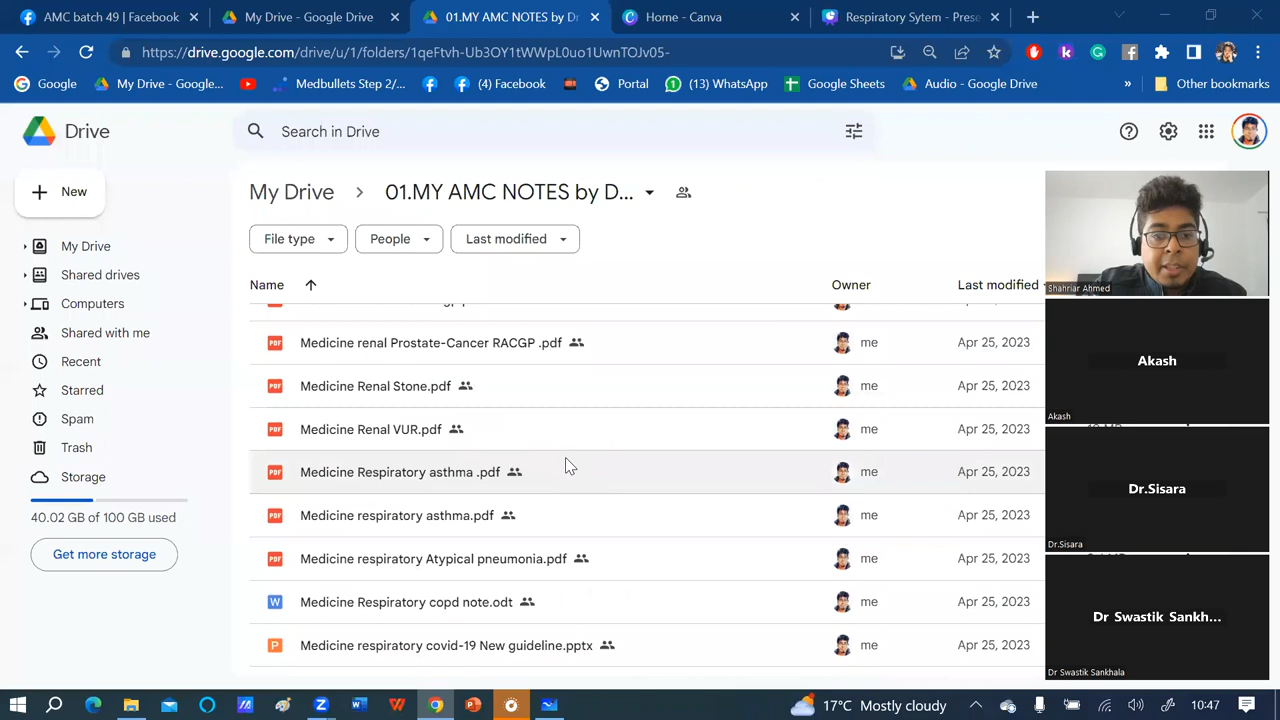 AMC batch 49 | Facebook
My Drive - Google Drive
01.MY AMC NOTES by Dr
Home - Canva
Respiratory Sytem - Prese
https://drive.google.com/drive/u/1/folders/1qeFtvh-Ub3OY1tWWpL0uo1UwnTOJv05-
Google
My Drive - Google...
Medbullets Step 2/...
(4) Facebook
Portal
(13) WhatsApp
Google Sheets
Audio - Google Drive
»
Other bookmarks
Drive
Search in Drive
New
My Drive > 01.MY AMC NOTES by D...
File type
People
Last modified
My Drive
Shared drives
Computers
Shared with me
Recent
Starred
Spam
Trash
Storage
40.02 GB of 100 GB used
Get more storage
Name
Owner
Last modified
Medicine renal Prostate-Cancer RACGP .pdf me Apr 25, 2023
Medicine Renal Stone.pdf me Apr 25, 2023
Medicine Renal VUR.pdf me Apr 25, 2023
Medicine Respiratory asthma .pdf me Apr 25, 2023
Medicine respiratory asthma.pdf me Apr 25, 2023
Medicine respiratory Atypical pneumonia.pdf me Apr 25, 2023
Medicine Respiratory copd note.odt me Apr 25, 2023
Medicine respiratory covid-19 New guideline.pptx me Apr 25, 2023
Shahriar Ahmed
Akash
Akash
Dr.Sisara
Dr.Sisara
Dr Swastik Sankh...
Dr Swastik Sankhala
17°C Mostly cloudy
10:47